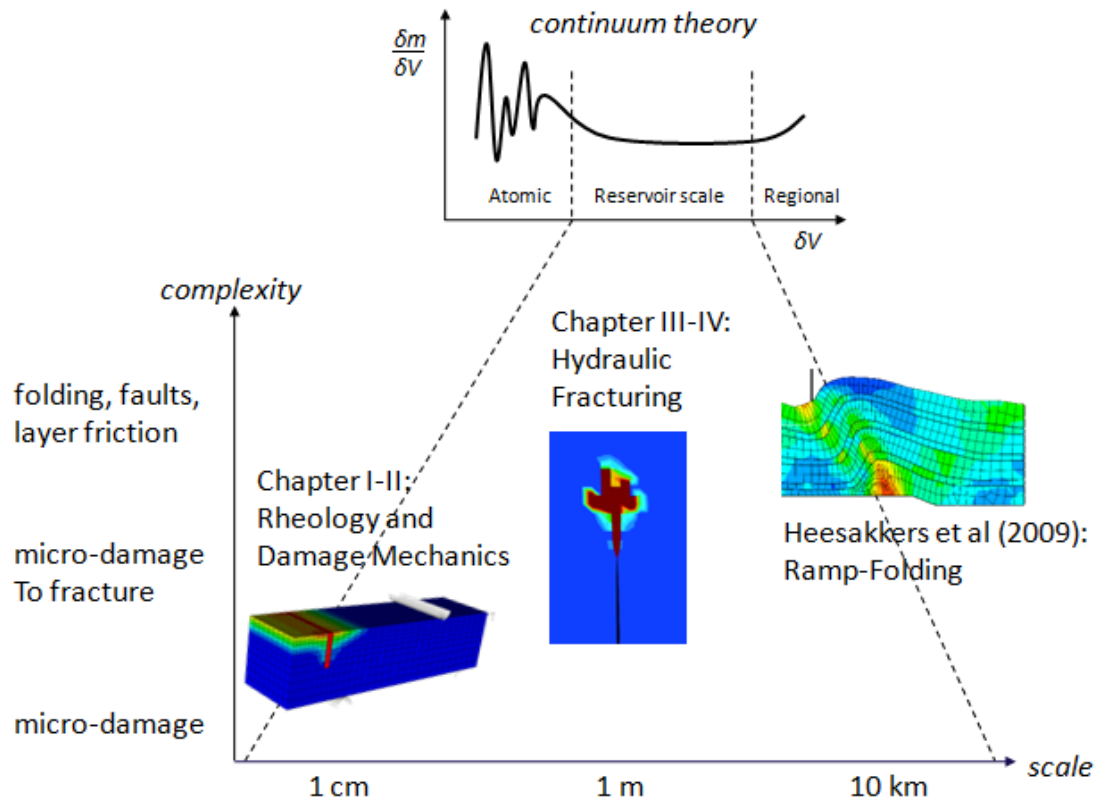 continuum theory
δm
δV
Atomic
Reservoir scale
Regional
δV
complexity
folding, faults,
layer friction
micro-damage
To fracture
micro-damage
Chapter I-II:
Rheology and
Damage Mechanics
Chapter III-IV:
Hydraulic
Fracturing
Heesakkers et al (2009):
Ramp-Folding
1 cm
1 m
10 km
scale